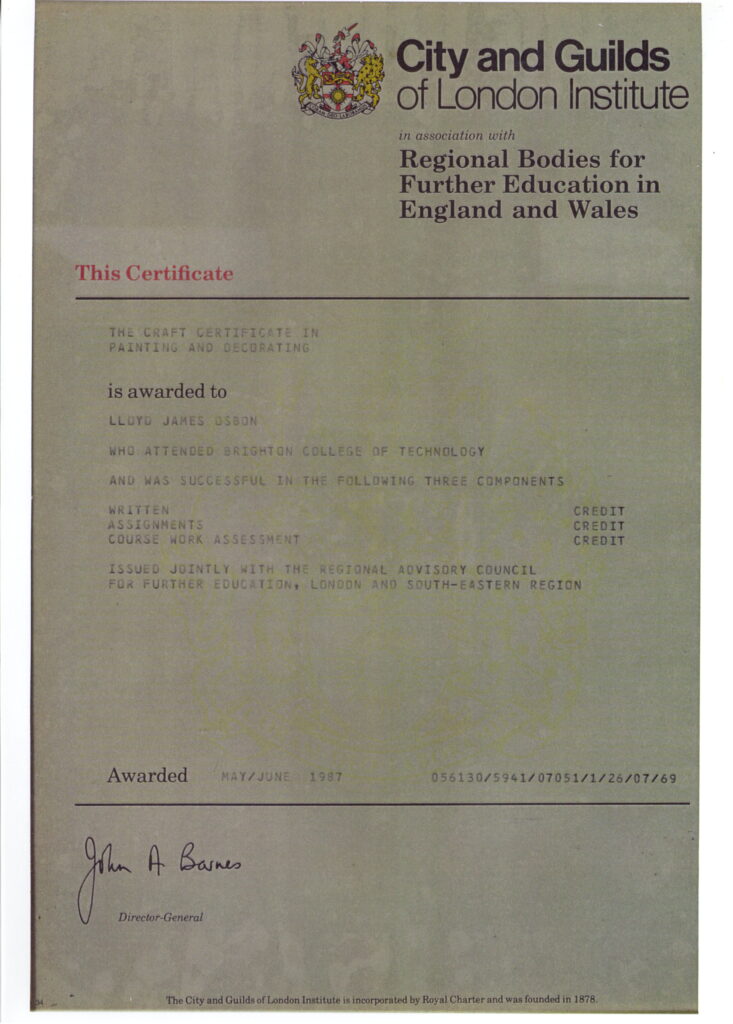 City and Guilds
of London Institute
in association with
Regional Bodies for
Further Education in
England and Wales
This Certificate
THE CRAFT CERTIFICATE IN
PAINTING AND DECORATING
is awarded to
LLOYD JAMES OSBON
WHO ATTENDED BRIGHTON COLLEGE OF TECHNOLOGY
AND WAS SUCCESSFUL IN THE FOLLOWING THREE COMPONENTS
WRITTEN CREDIT
ASSIGNMENTS CREDIT
COURSE WORK ASSESSMENT CREDIT
ISSUED JOINTLY WITH THE REGIONAL ADVISORY COUNCIL
FOR FURTHER EDUCATION, LONDON AND SOUTH-EASTERN REGION
Awarded MAY/JUNE 1987 056130/5941/07051/1/26/07/69
John A Barnes
Director-General
The City and Guilds of London Institute is incorporated by Royal Charter and was founded in 1878.